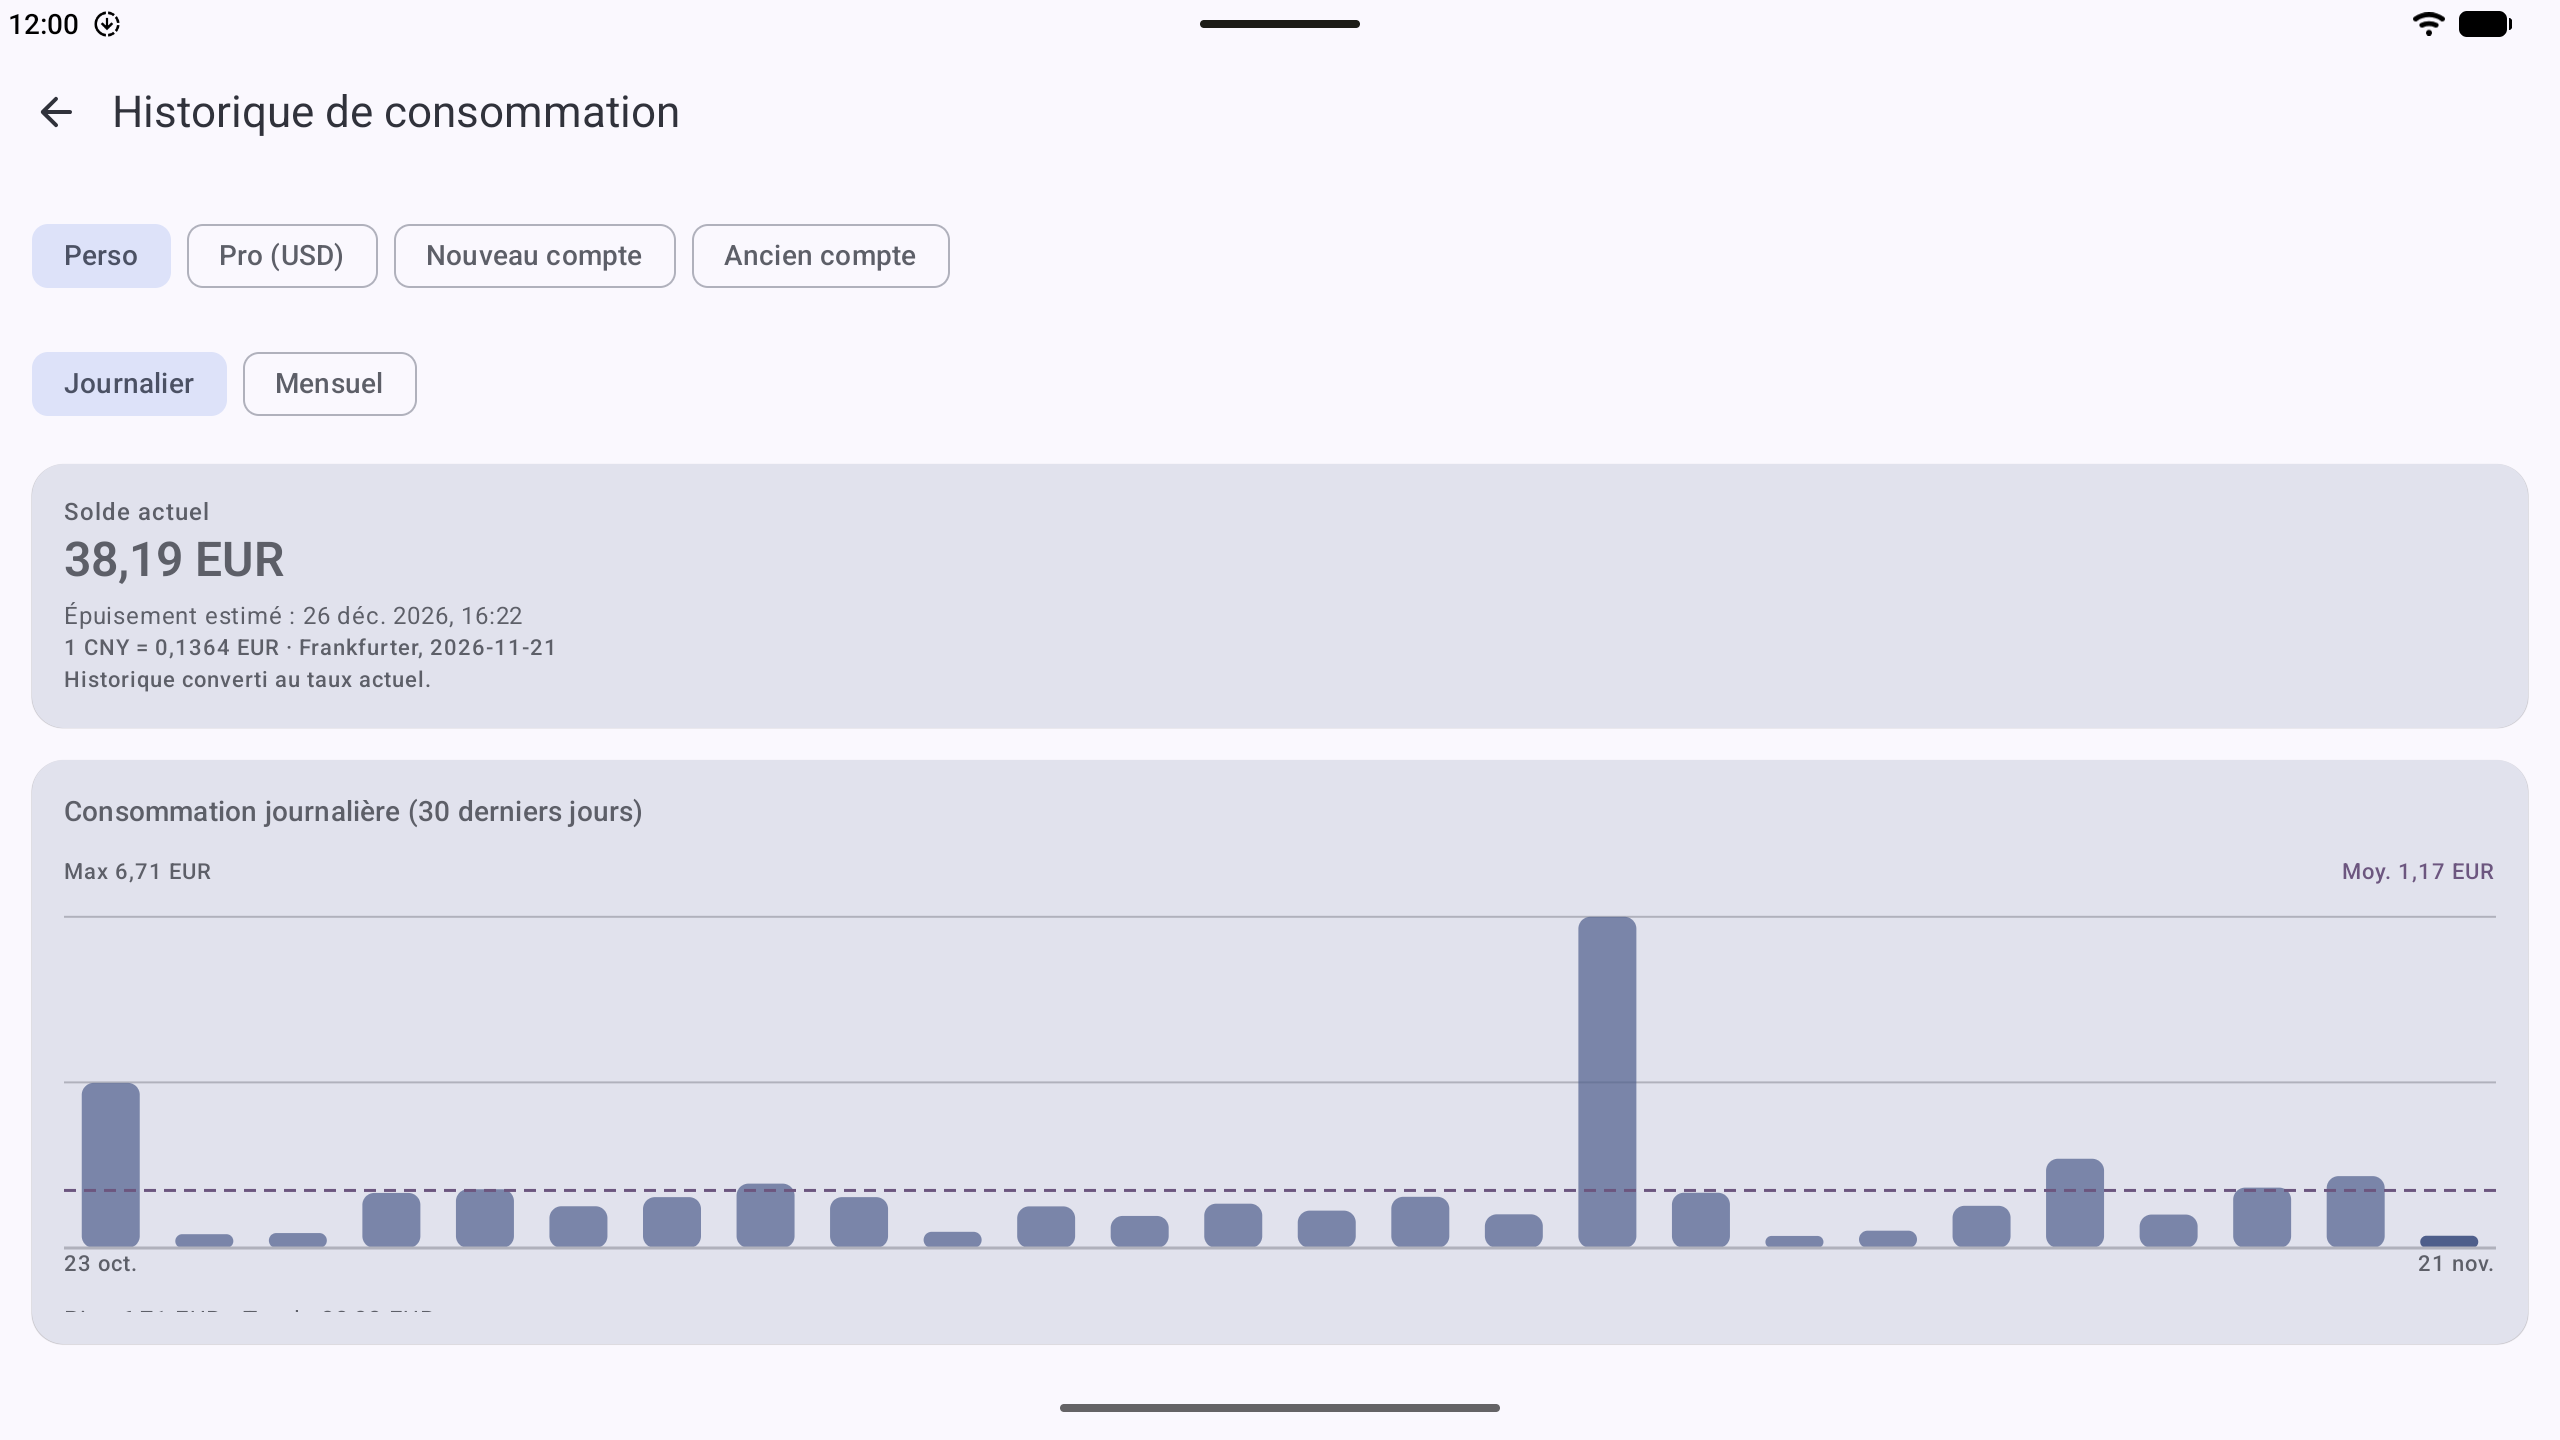 12:00
Historique de consommation
Perso
Pro (USD)
Nouveau compte
Ancien compte
Journalier
Mensuel
Solde actuel
38,19 EUR
Épuisement estimé : 26 déc. 2026, 16:22
1 CNY = 0,1364 EUR · Frankfurter, 2026-11-21
Historique converti au taux actuel.
Consommation journalière (30 derniers jours)
Max 6,71 EUR
Moy. 1,17 EUR
23 oct.
21 nov.